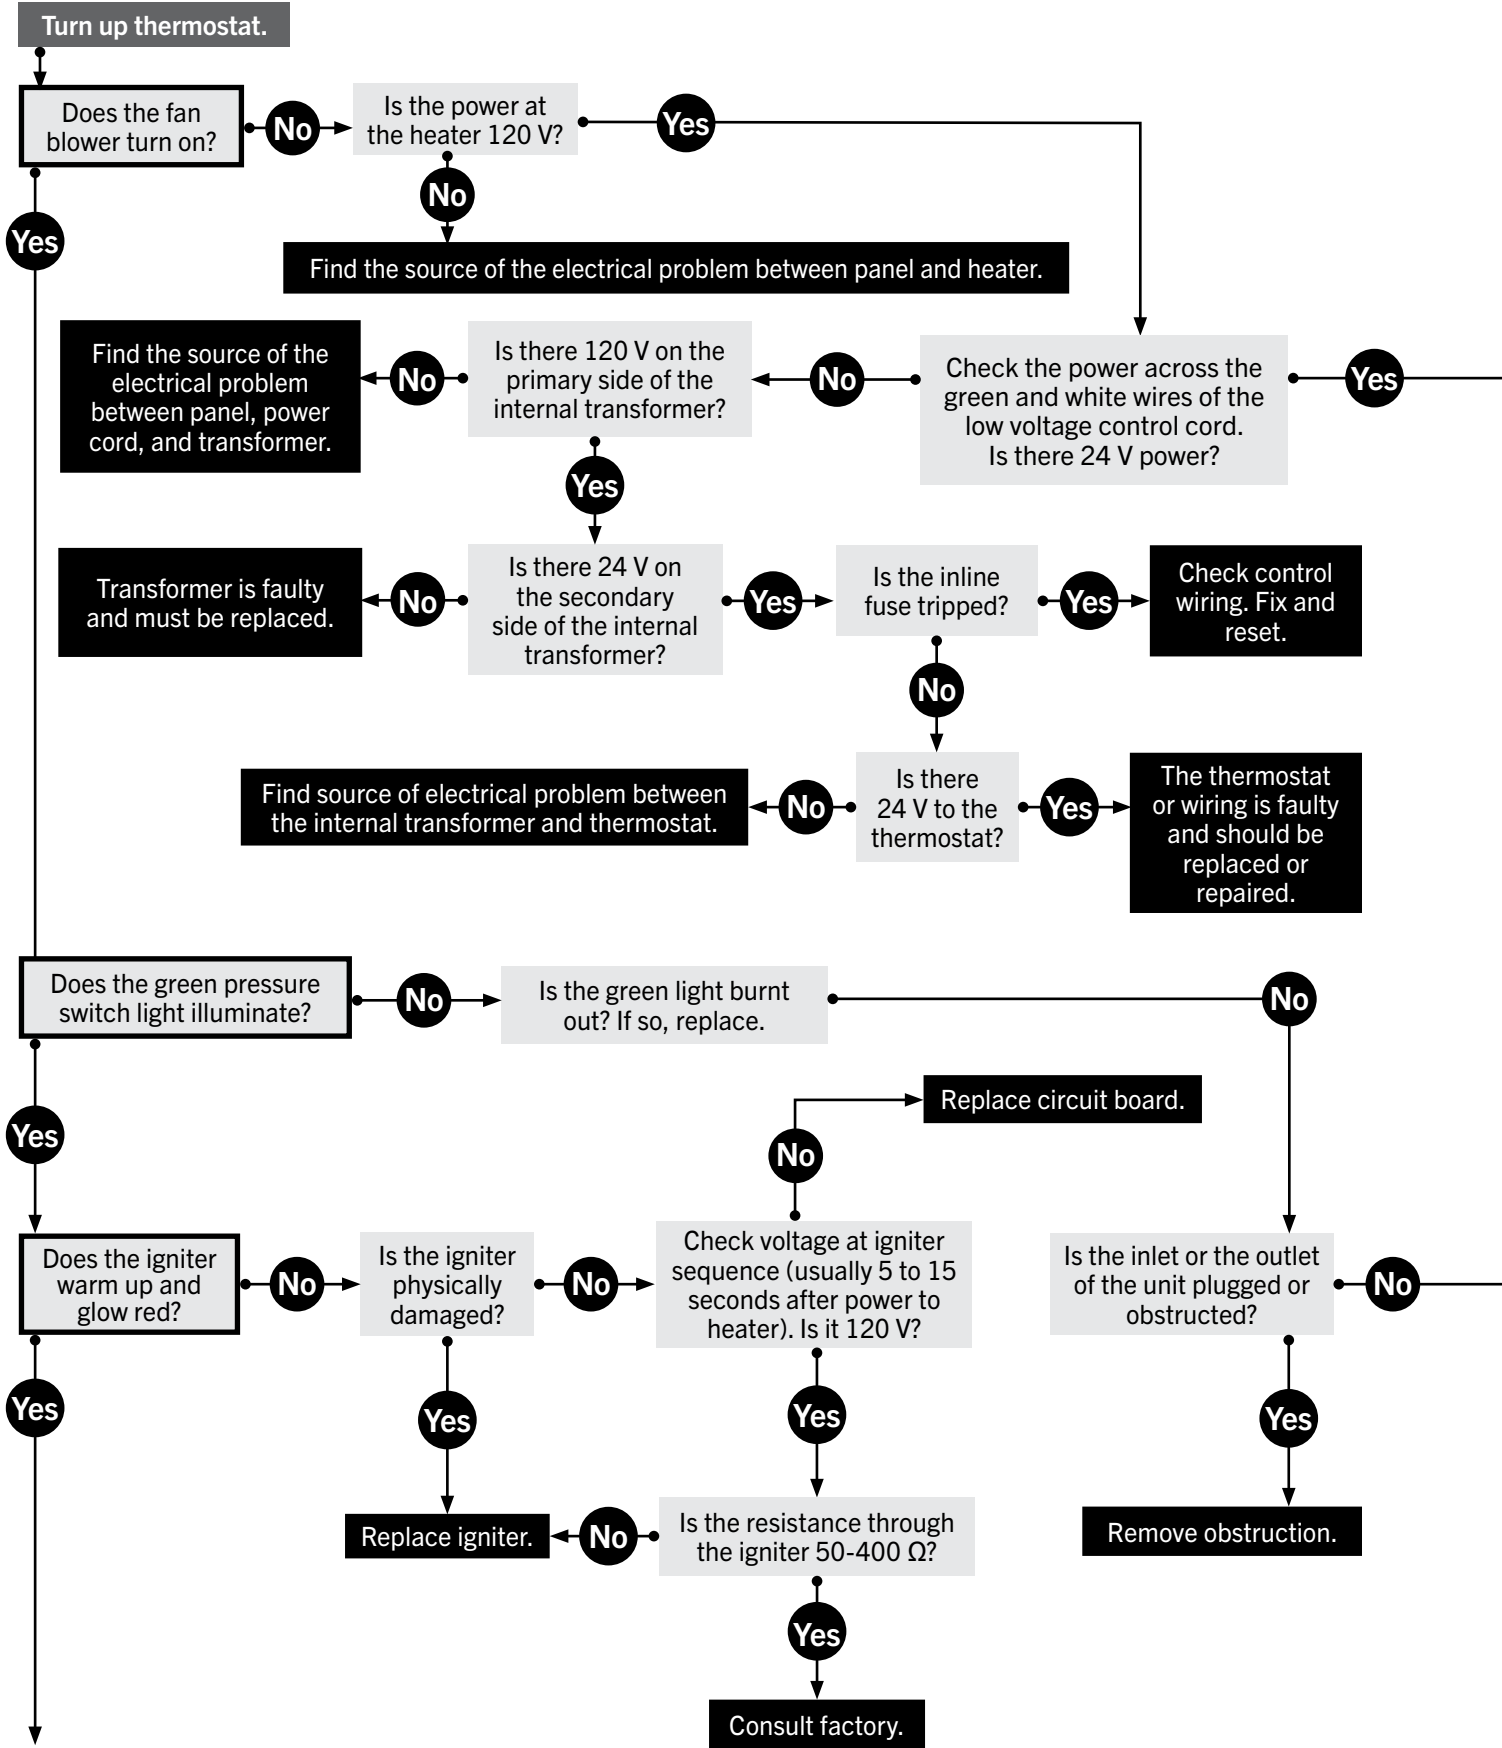 Turn up thermostat.
Does the fan
blower turn on?
No
Is the power at
the heater 120 V?
Yes
No
Yes
Find the source of the electrical problem between panel and heater.
Find the source of the
electrical problem
between panel, power
cord, and transformer.
No
Is there 120 V on the
primary side of the
internal transformer?
No
Check the power across the
green and white wires of the
low voltage control cord.
Is there 24 V power?
Yes
Yes
Transformer is faulty
and must be replaced.
No
Is there 24 V on
the secondary
side of the internal
transformer?
Yes
Is the inline
fuse tripped?
Yes
Check control
wiring. Fix and
reset.
No
Find source of electrical problem between
the internal transformer and thermostat.
No
Is there
24 V to the
thermostat?
Yes
The thermostat
or wiring is faulty
and should be
replaced or
repaired.
Does the green pressure
switch light illuminate?
No
Is the green light burnt
out? If so, replace.
No
Replace circuit board.
Yes
No
Does the igniter
warm up and
glow red?
No
Is the igniter
physically
damaged?
No
Check voltage at igniter
sequence (usually 5 to 15
seconds after power to
heater). Is it 120 V?
Is the inlet or the outlet
of the unit plugged or
obstructed?
No
Yes
Yes
Yes
Yes
Replace igniter.
No
Is the resistance through
the igniter 50-400 Ω?
Remove obstruction.
Yes
Consult factory.